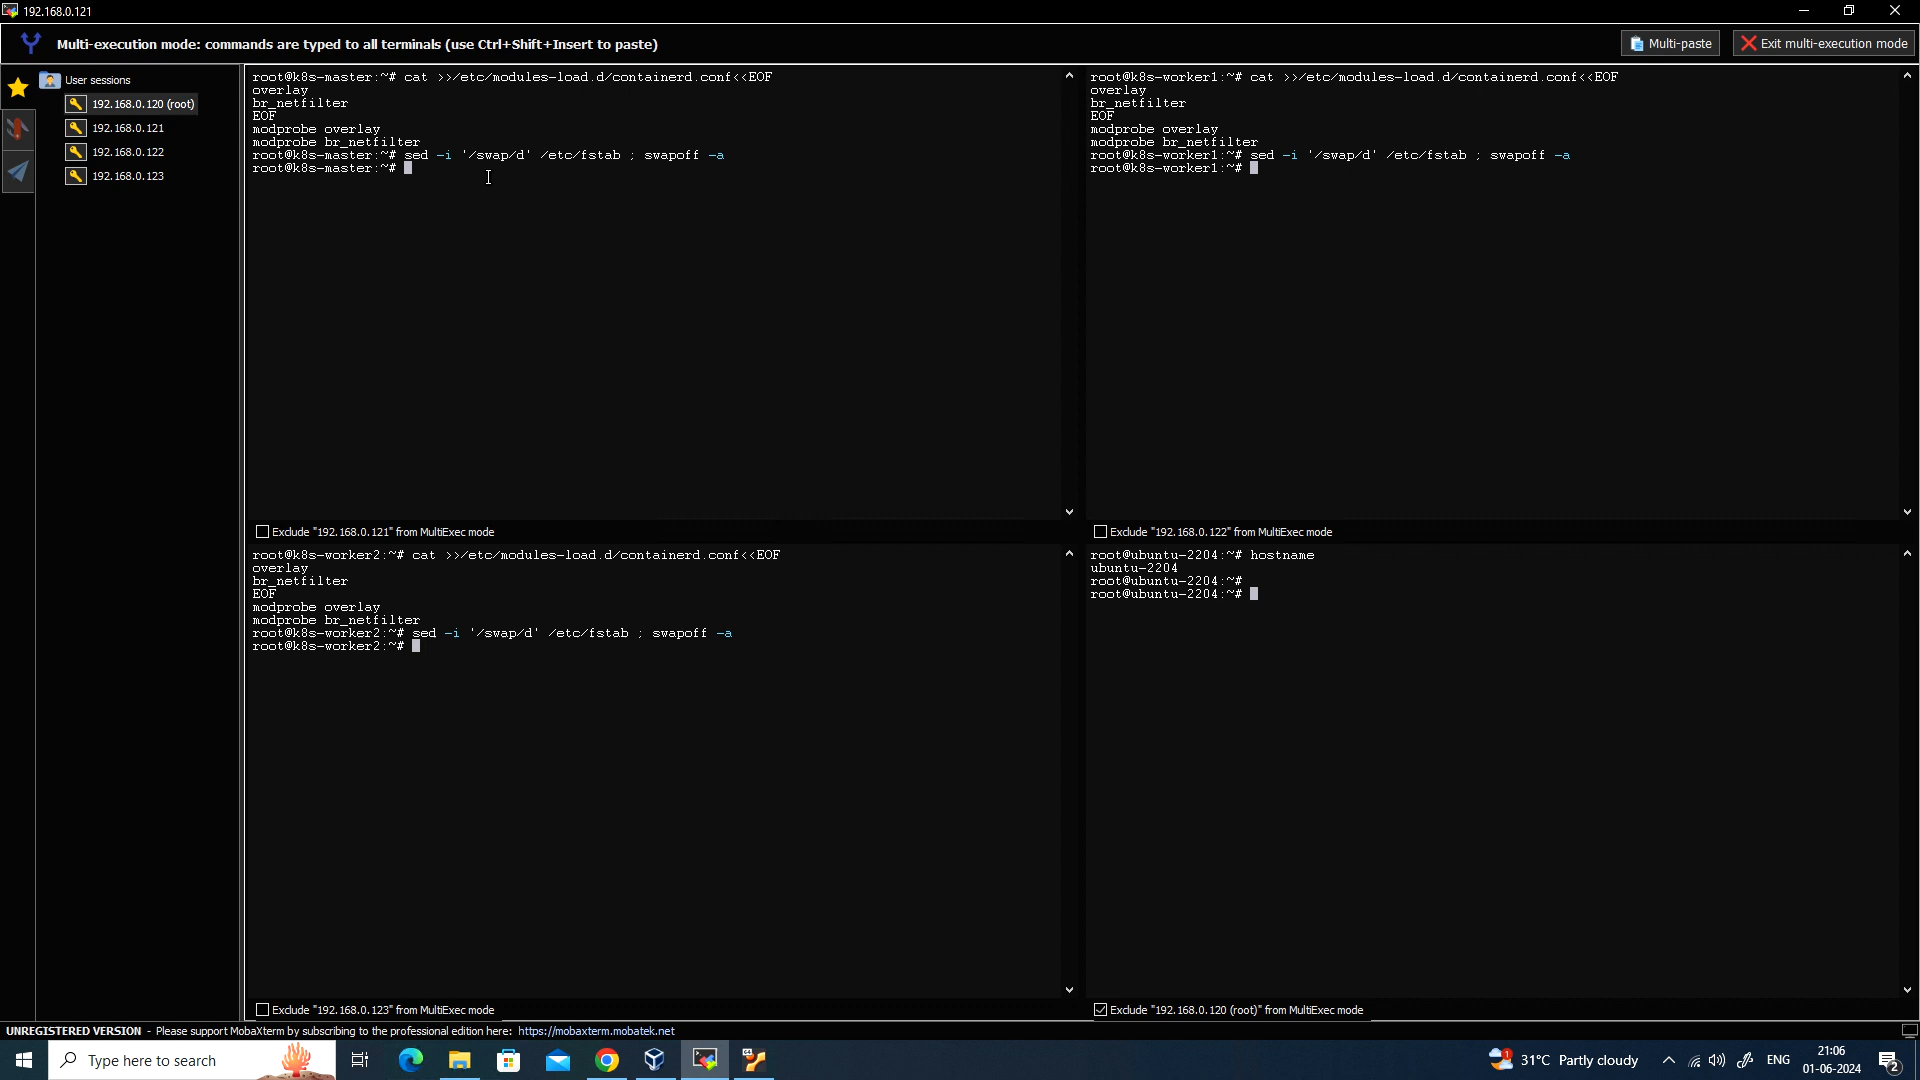 192.168.0.121
Multi-execution mode: commands are typed to all terminals (use Ctrl+Shift+Insert to paste)
Multi-paste
Exit multi-execution mode
User sessions
192.168.0.120 (root)
192.168.0.121
192.168.0.122
192.168.0.123
root@k8s-master:~# cat >>/etc/modules-load.d/containerd.conf<<EOF
overlay
br_netfilter
EOF
modprobe overlay
modprobe br_netfilter
root@k8s-master:~# sed -i '/swap/d' /etc/fstab ; swapoff -a
root@k8s-master:~#
Exclude "192.168.0.121" from MultiExec mode
root@k8s-worker1:~# cat >>/etc/modules-load.d/containerd.conf<<EOF
overlay
br_netfilter
EOF
modprobe overlay
modprobe br_netfilter
root@k8s-worker1:~# sed -i '/swap/d' /etc/fstab ; swapoff -a
root@k8s-worker1:~#
Exclude "192.168.0.122" from MultiExec mode
root@k8s-worker2:~# cat >>/etc/modules-load.d/containerd.conf<<EOF
overlay
br_netfilter
EOF
modprobe overlay
modprobe br_netfilter
root@k8s-worker2:~# sed -i '/swap/d' /etc/fstab ; swapoff -a
root@k8s-worker2:~#
Exclude "192.168.0.123" from MultiExec mode
root@ubuntu-2204:~# hostname
ubuntu-2204
root@ubuntu-2204:~#
root@ubuntu-2204:~#
Exclude "192.168.0.120 (root)" from MultiExec mode
UNREGISTERED VERSION - Please support MobaXterm by subscribing to the professional edition here: https://mobaxterm.mobatek.net
Type here to search
1
31°C Partly cloudy
ENG
21:06
01-06-2024
2